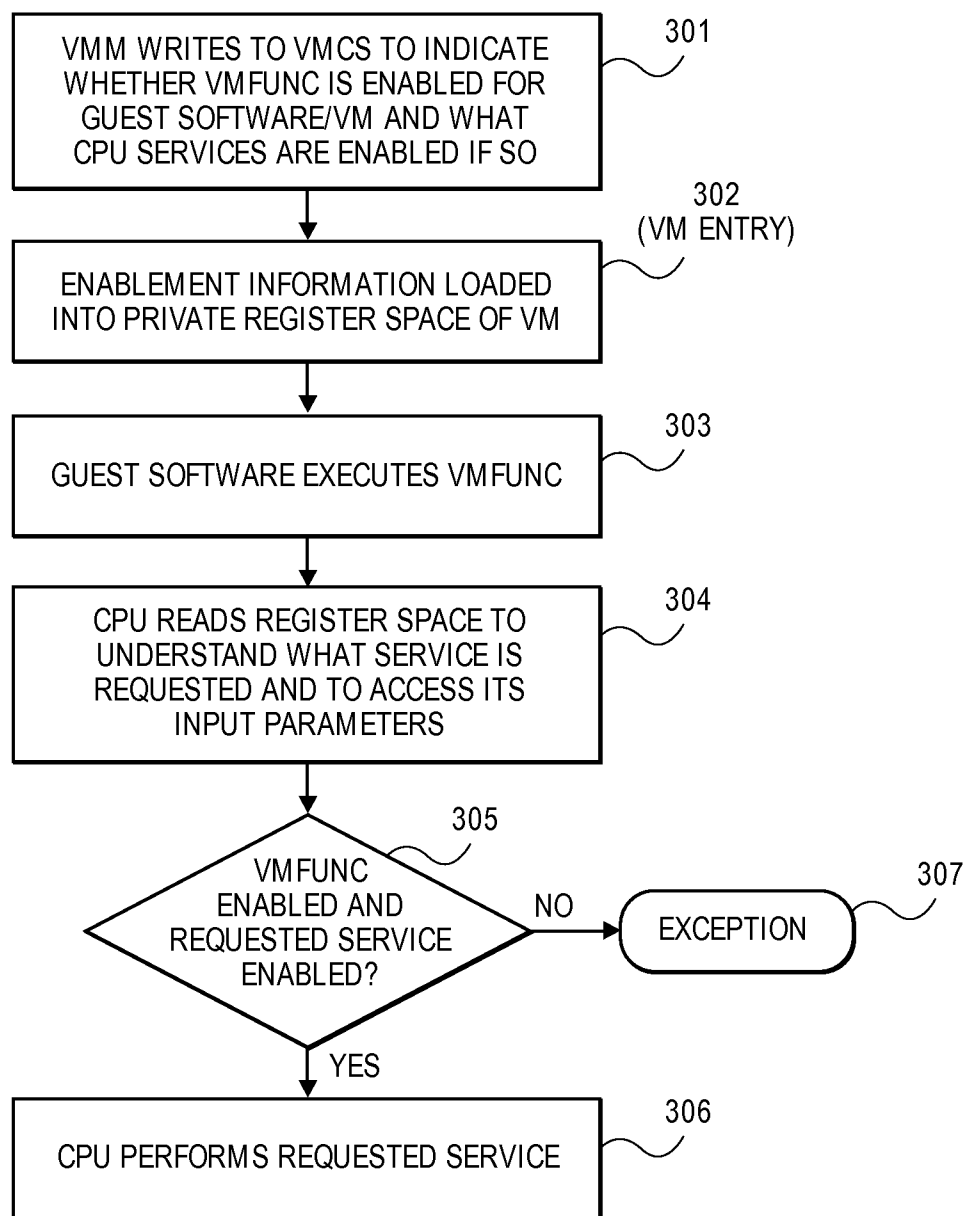 VMM WRITES TO VMCS TO INDICATE
WHETHER VMFUNC IS ENABLED FOR
GUEST SOFTWARE/VM AND WHAT
CPU SERVICES ARE ENABLED IF SO
301
302
(VM ENTRY)
ENABLEMENT INFORMATION LOADED
INTO PRIVATE REGISTER SPACE OF VM
303
GUEST SOFTWARE EXECUTES VMFUNC
304
CPU READS REGISTER SPACE TO
UNDERSTAND WHAT SERVICE IS
REQUESTED AND TO ACCESS ITS
INPUT PARAMETERS
305
VMFUNC
ENABLED AND
REQUESTED SERVICE
ENABLED?
NO
307
EXCEPTION
YES
306
CPU PERFORMS REQUESTED SERVICE